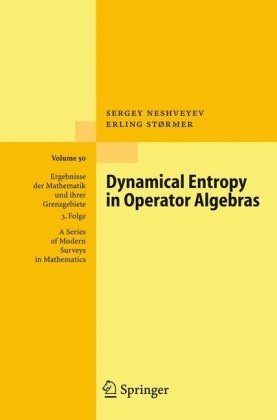 SERGEY NESHVEYEV
ERLING STØRMER
Volume 50
Ergebnisse
der Mathematik
und ihrer
Grenzgebiete
3. Folge
A Series
of Modern
Surveys
in Mathematics
Dynamical Entropy
in Operator Algebras
Springer